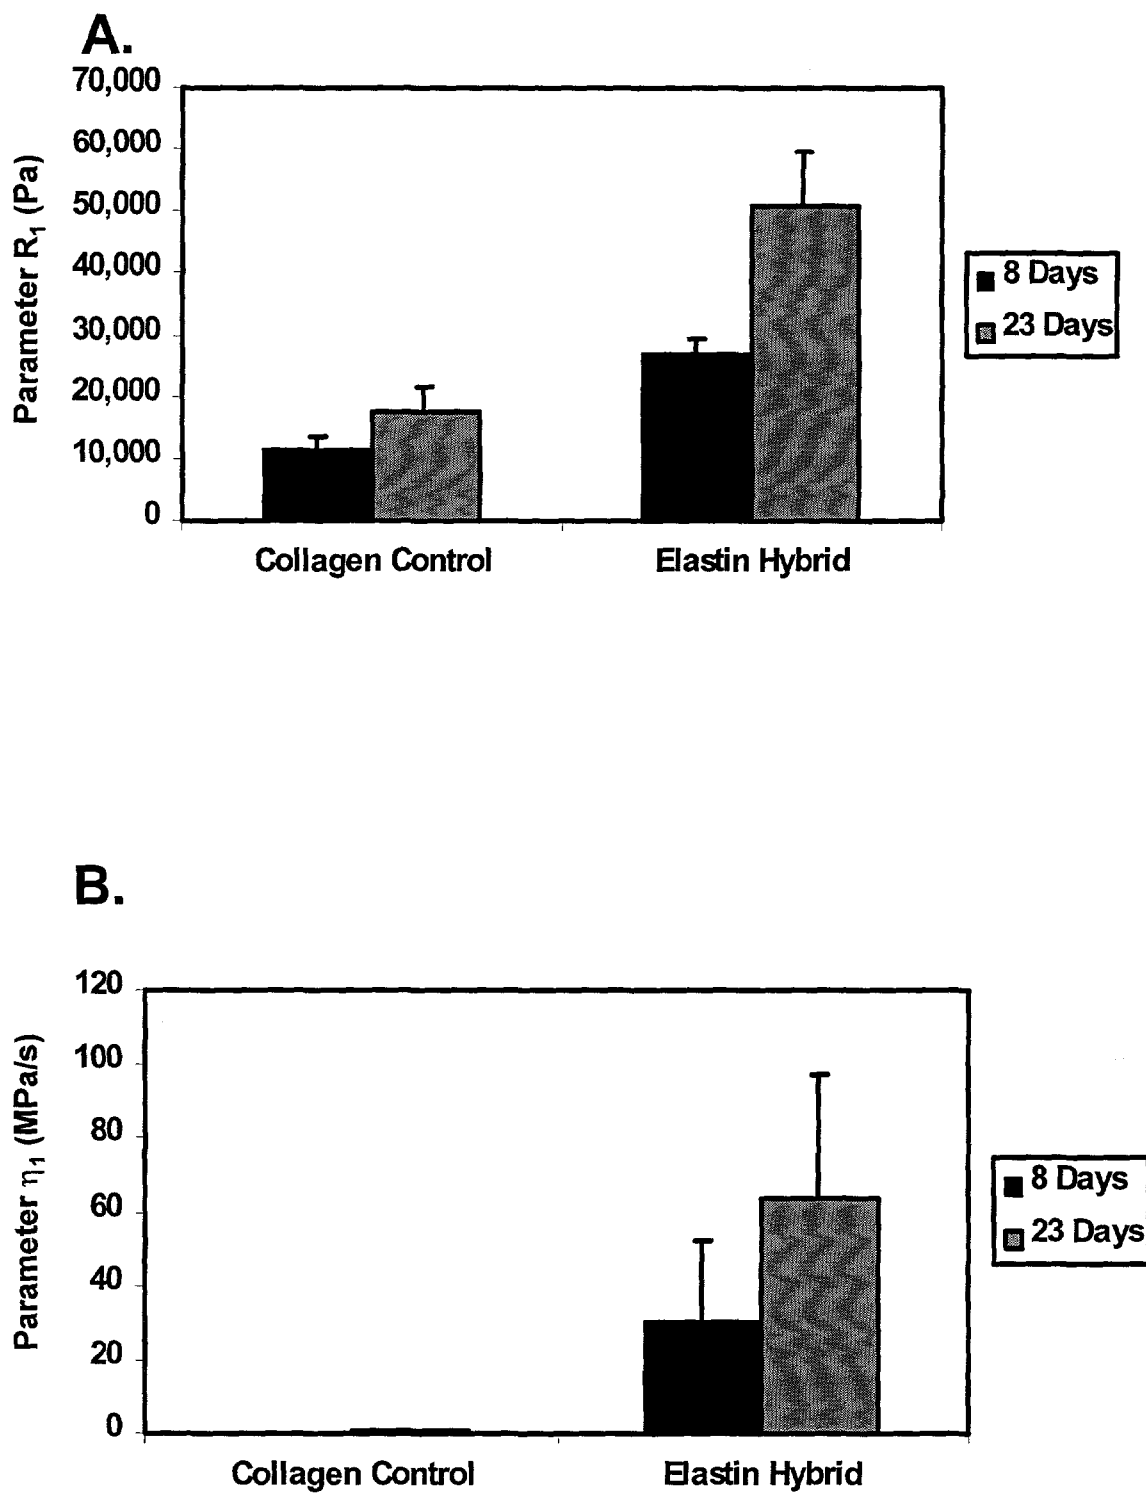 A.
70,000
60,000
50,000
40,000
30,000
20,000
10,000
0
Parameter R₁ (Pa)
Collagen Control
Elastin Hybrid
8 Days
23 Days
B.
120
100
80
60
40
20
0
Parameter η₁ (MPa/s)
Collagen Control
Elastin Hybrid
8 Days
23 Days